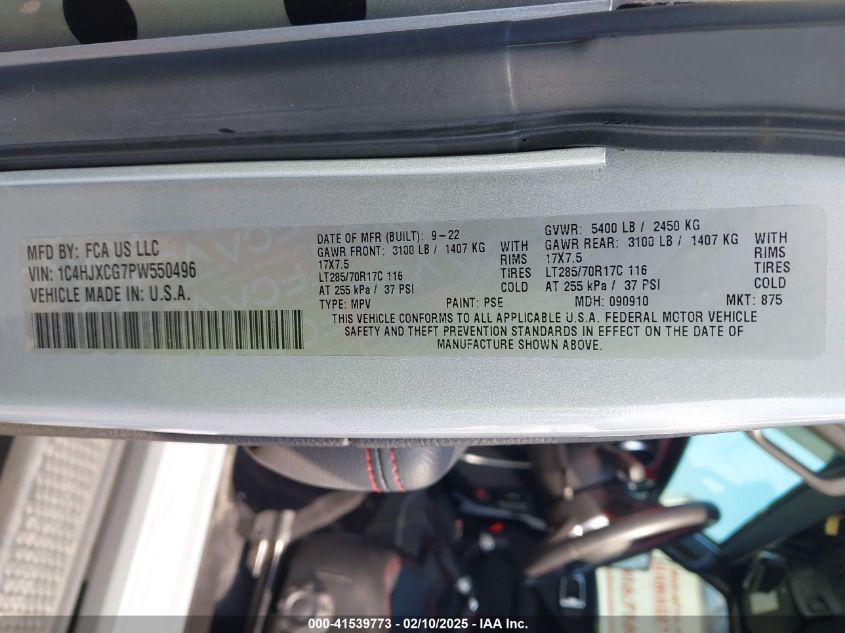 MFD BY: FCA US LLC
VIN: 1C4HJXCG7PW550496
VEHICLE MADE IN: U.S.A.
DATE OF MFR (BUILT): 9-22
GAWR FRONT: 3100 LB / 1407 KG
17X7.5 RIMS
LT285/70R17C 116 TIRES
AT 255 kPa / 37 PSI COLD
GVWR: 5400 LB / 2450 KG
GAWR REAR: 3100 LB / 1407 KG
17X7.5 RIMS
LT285/70R17C 116 TIRES
AT 255 kPa / 37 PSI COLD
TYPE: MPV PAINT: PSE MDH: 090910 MKT: 875
THIS VEHICLE CONFORMS TO ALL APPLICABLE U.S.A. FEDERAL MOTOR VEHICLE
SAFETY AND THEFT PREVENTION STANDARDS IN EFFECT ON THE DATE OF
MANUFACTURE SHOWN ABOVE.
000-41539773 - 02/10/2025 - IAA Inc.